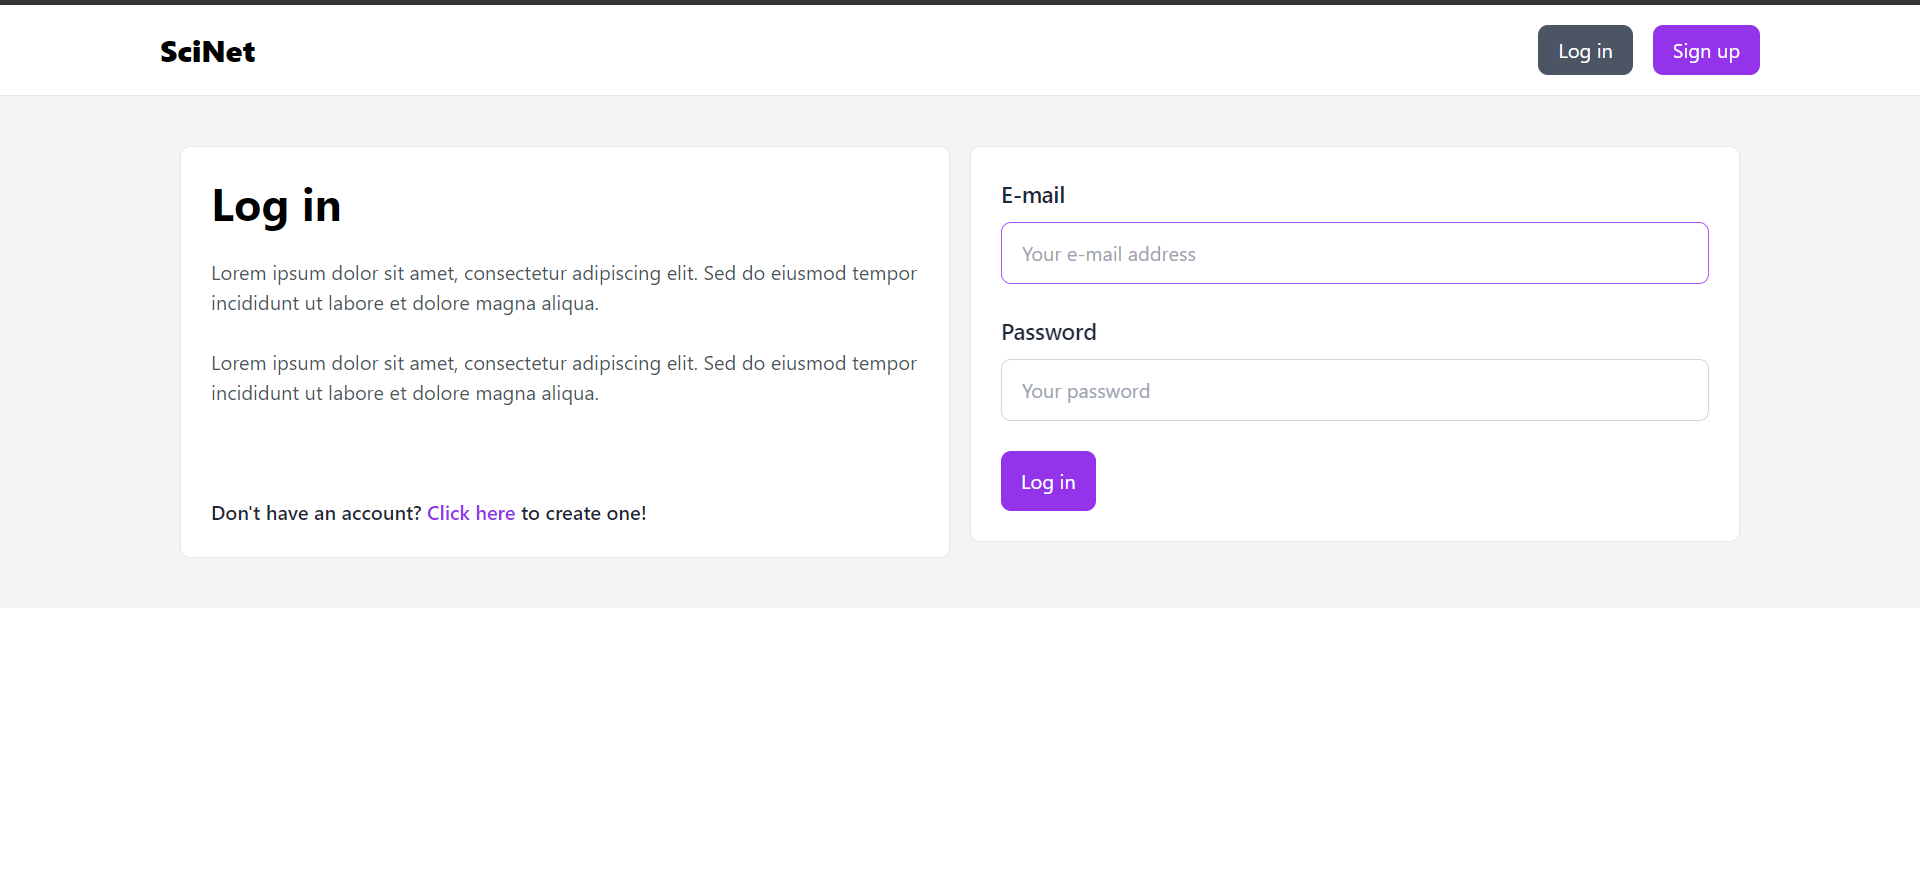 SciNet
Log in
Sign up
Log in
Lorem ipsum dolor sit amet, consectetur adipiscing elit. Sed do eiusmod tempor
incididunt ut labore et dolore magna aliqua.
Lorem ipsum dolor sit amet, consectetur adipiscing elit. Sed do eiusmod tempor
incididunt ut labore et dolore magna aliqua.
Don't have an account? Click here to create one!
E-mail
Your e-mail address
Password
Your password
Log in